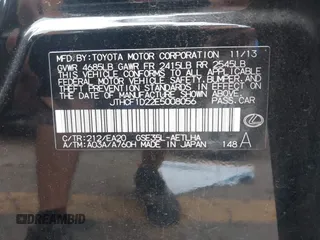 MFD. BY: TOYOTA MOTOR CORPORATION 11/13
GVWR 4685LB GAWR FR 2415LB RR 2545LB
THIS VEHICLE CONFORMS TO ALL APPLICABLE
FEDERAL MOTOR VEHICLE SAFETY, BUMPER, AND
THEFT PREVENTION STANDARDS IN EFFECT ON
THE DATE OF MANUFACTURE SHOWN ABOVE.
JTHCF1D22E5008056 PASS.CAR
C/TR:212/EA20 GSE35L-AETLHA
A/TM:A03A/A760H MADE IN JAPAN 148 A